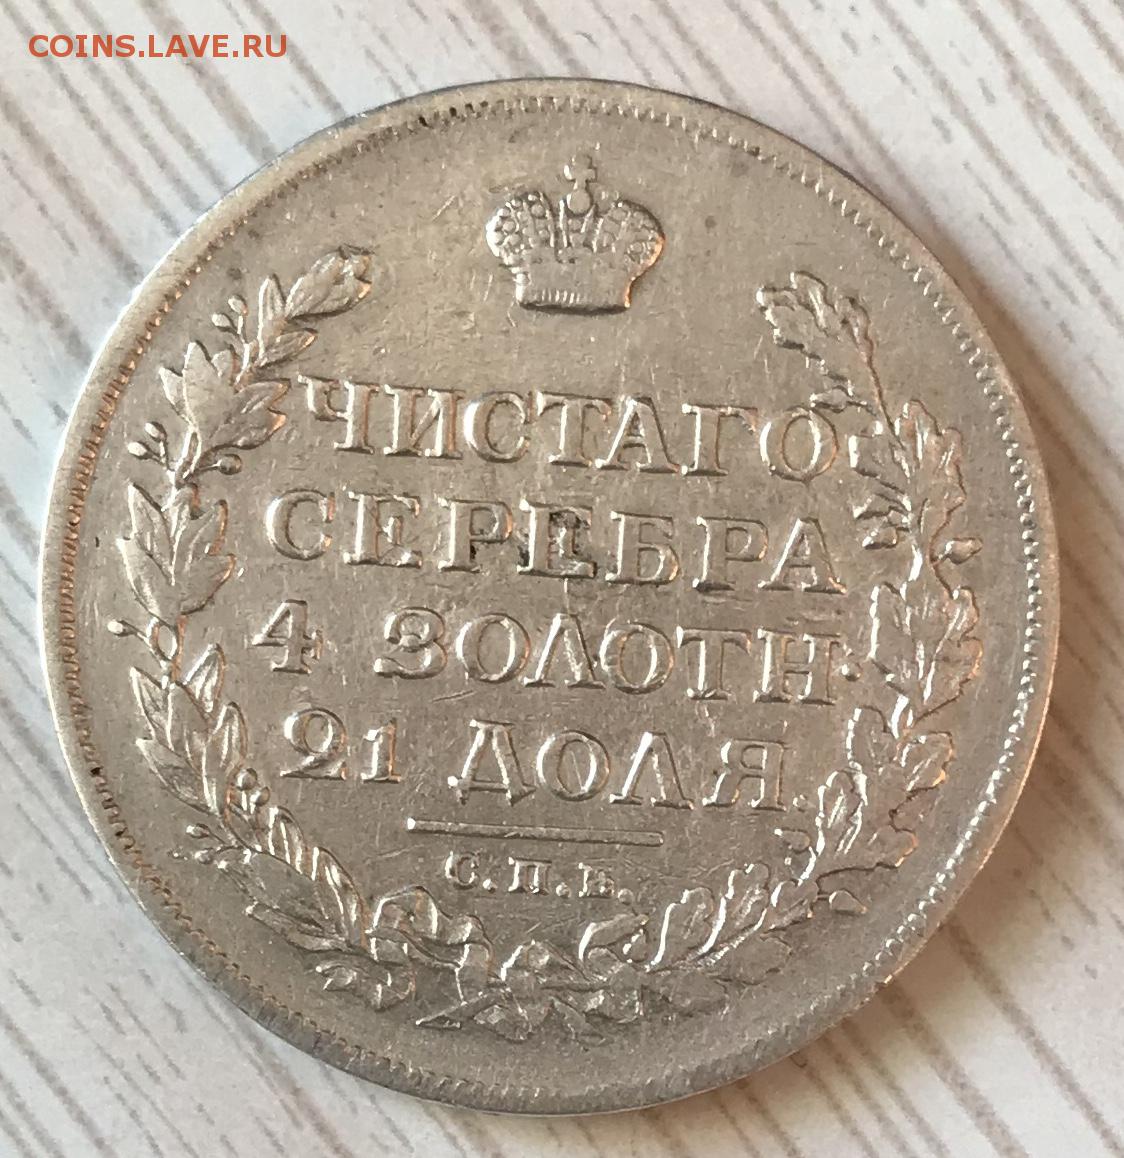 COINS.LAVE.RU
ЧИСТАГО
СЕРЕБРА
4 ЗОЛОТН.
21 ДОЛЯ.
С.П.Б.